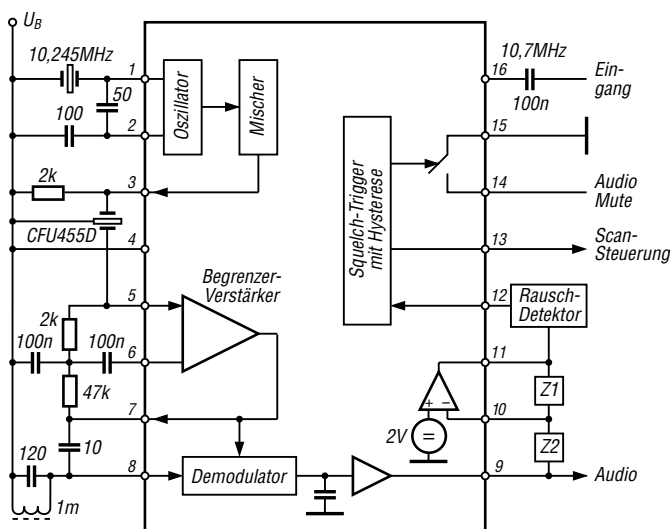 U_B
10,245MHz
1
50
100
2
Oszillator
Mischer
2k
3
CFU455D
4
5
Begrenzer-
Verstärker
2k
100n
100n
6
47k
7
10
120
8
Demodulator
1m
Squelch-Trigger
mit Hysterese
16
10,7MHz
100n
Ein-
gang
15
14
Audio
Mute
13
Scan-
Steuerung
12
Rausch-
Detektor
11
Z1
+ −
10
2V
=
Z2
9
Audio